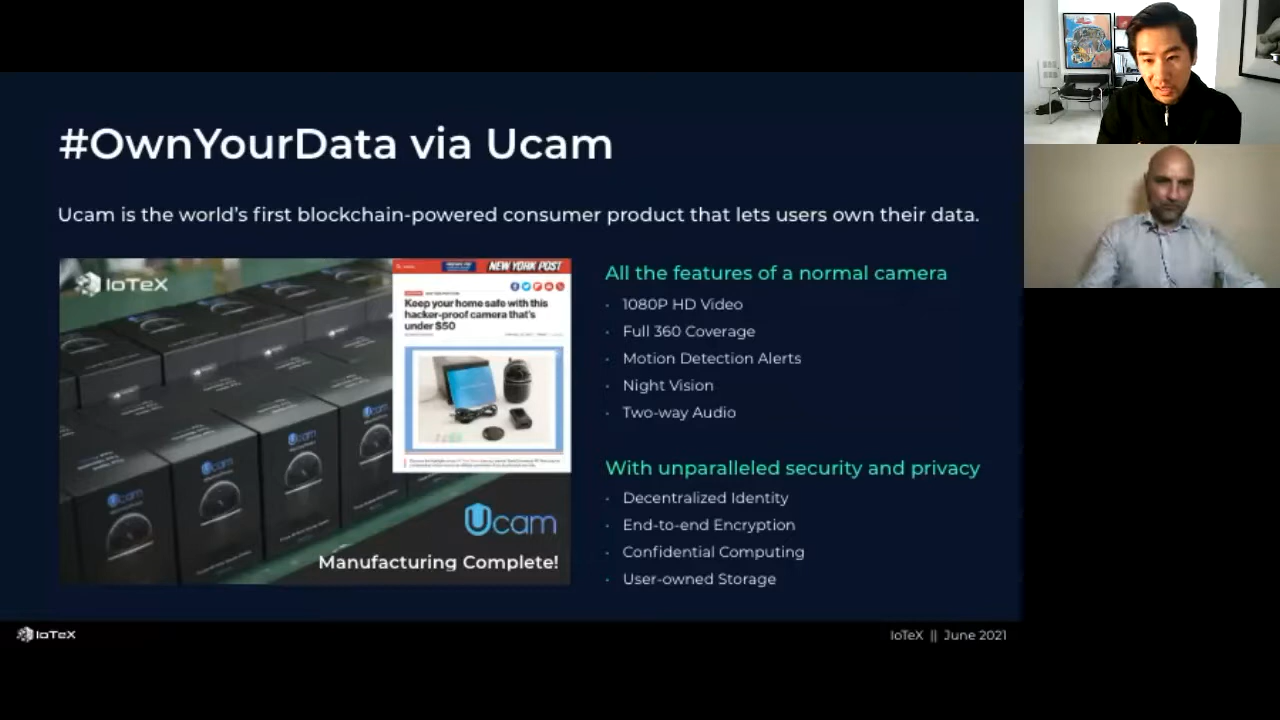 #OwnYourData via Ucam
Ucam is the world's first blockchain-powered consumer product that lets users own their data.
IoTeX
NEW YORK POST
Keep your home safe with this
hacker-proof camera that's
under $50
Ucam
Ucam
Ucam
Ucam
Ucam
Manufacturing Complete!
All the features of a normal camera
· 1080P HD Video
· Full 360 Coverage
· Motion Detection Alerts
· Night Vision
· Two-way Audio
With unparalleled security and privacy
· Decentralized Identity
· End-to-end Encryption
· Confidential Computing
· User-owned Storage
IoTeX
IoTeX || June 2021